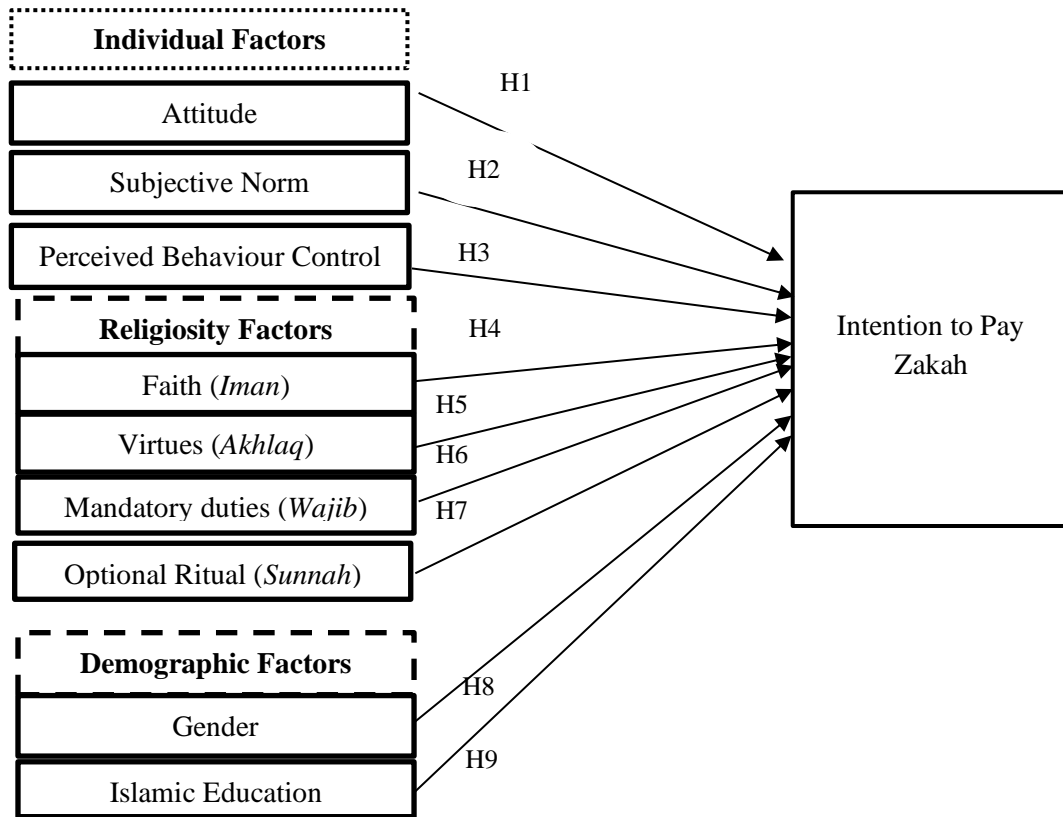 Individual Factors
H1
Attitude
H2
Subjective Norm
H3
Perceived Behaviour Control
Religiosity Factors
H4
Faith (Iman)
H5
Virtues (Akhlaq)
H6
Mandatory duties (Wajib)
H7
Optional Ritual (Sunnah)
Demographic Factors
H8
Gender
H9
Islamic Education
Intention to Pay
Zakah